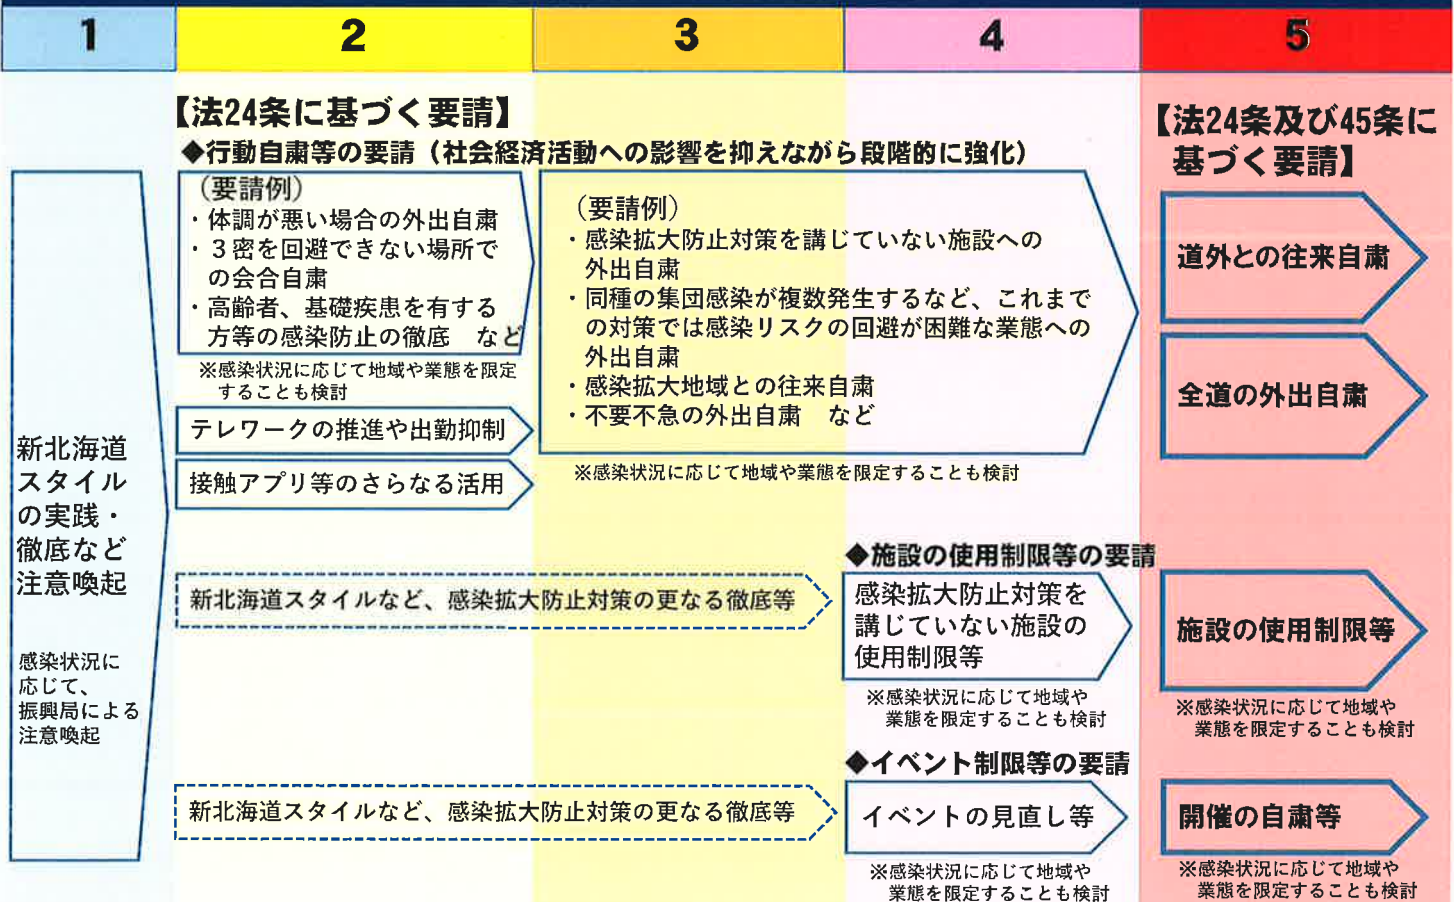 1
2
3
4
5
【法24条に基づく要請】
◆行動自粛等の要請（社会経済活動への影響を抑えながら段階的に強化）
【法24条及び45条に
基づく要請】
新北海道
スタイル
の実践・
徹底など
注意喚起
感染状況に
応じて、
振興局による
注意喚起
（要請例）
・体調が悪い場合の外出自粛
・３密を回避できない場所で
の会合自粛
・高齢者、基礎疾患を有する
方等の感染防止の徹底　など
※感染状況に応じて地域や業態を限定
することも検討
テレワークの推進や出勤抑制
接触アプリ等のさらなる活用
（要請例）
・感染拡大防止対策を講じていない施設への
外出自粛
・同種の集団感染が複数発生するなど、これまで
の対策では感染リスクの回避が困難な業態への
外出自粛
・感染拡大地域との往来自粛
・不要不急の外出自粛　など
※感染状況に応じて地域や業態を限定することも検討
道外との往来自粛
全道の外出自粛
◆施設の使用制限等の要請
新北海道スタイルなど、感染拡大防止対策の更なる徹底等
感染拡大防止対策を
講じていない施設の
使用制限等
※感染状況に応じて地域や
業態を限定することも検討
施設の使用制限等
※感染状況に応じて地域や
業態を限定することも検討
◆イベント制限等の要請
新北海道スタイルなど、感染拡大防止対策の更なる徹底等
イベントの見直し等
※感染状況に応じて地域や
業態を限定することも検討
開催の自粛等
※感染状況に応じて地域や
業態を限定することも検討